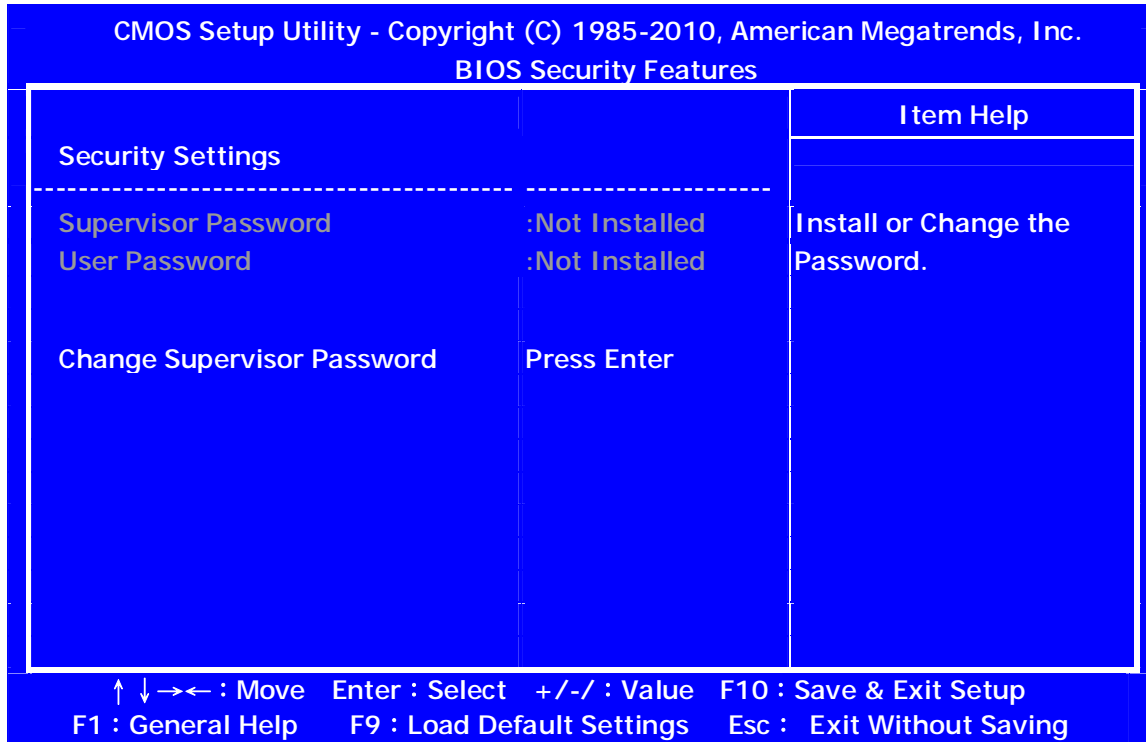 CMOS Setup Utility - Copyright (C) 1985-2010, American Megatrends, Inc.
BIOS Security Features
Item Help
Security Settings
------------------------------------------ ----------------------
Supervisor Password :Not Installed
User Password :Not Installed
Install or Change the
Password.
Change Supervisor Password Press Enter
↑ ↓→← : Move Enter : Select +/-/ : Value F10 : Save & Exit Setup
F1 : General Help F9 : Load Default Settings Esc : Exit Without Saving